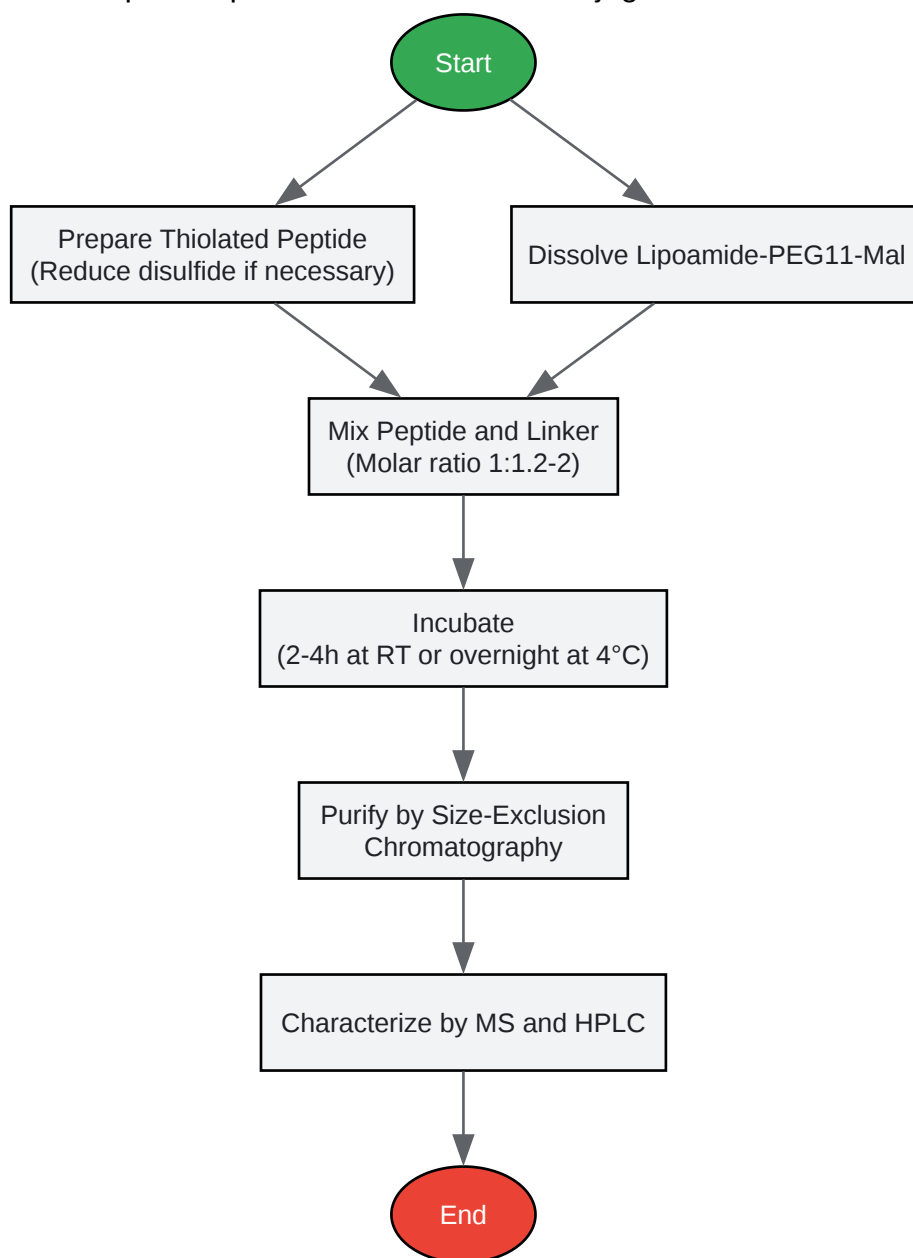 Start
Prepare Thiolated Peptide
(Reduce disulfide if necessary)
Dissolve Lipoamide-PEG11-Mal
Mix Peptide and Linker
(Molar ratio 1:1.2-2)
Incubate
(2-4h at RT or overnight at 4°C)
Purify by Size-Exclusion
Chromatography
Characterize by MS and HPLC
End